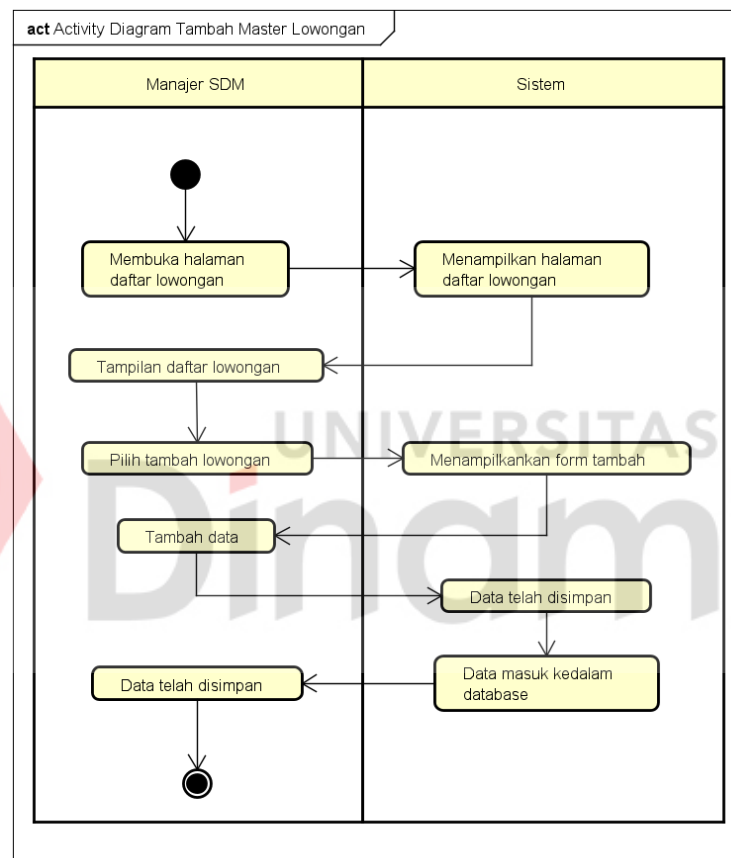 act Activity Diagram Tambah Master Lowongan
Manajer SDM
Sistem
Membuka halaman
daftar lowongan
Menampilkan halaman
daftar lowongan
Tampilan daftar lowongan
UNIVERSITAS
Pilih tambah lowongan
Menampilkankan form tambah
Dinam
Tambah data
Data telah disimpan
Data masuk kedalam
database
Data telah disimpan